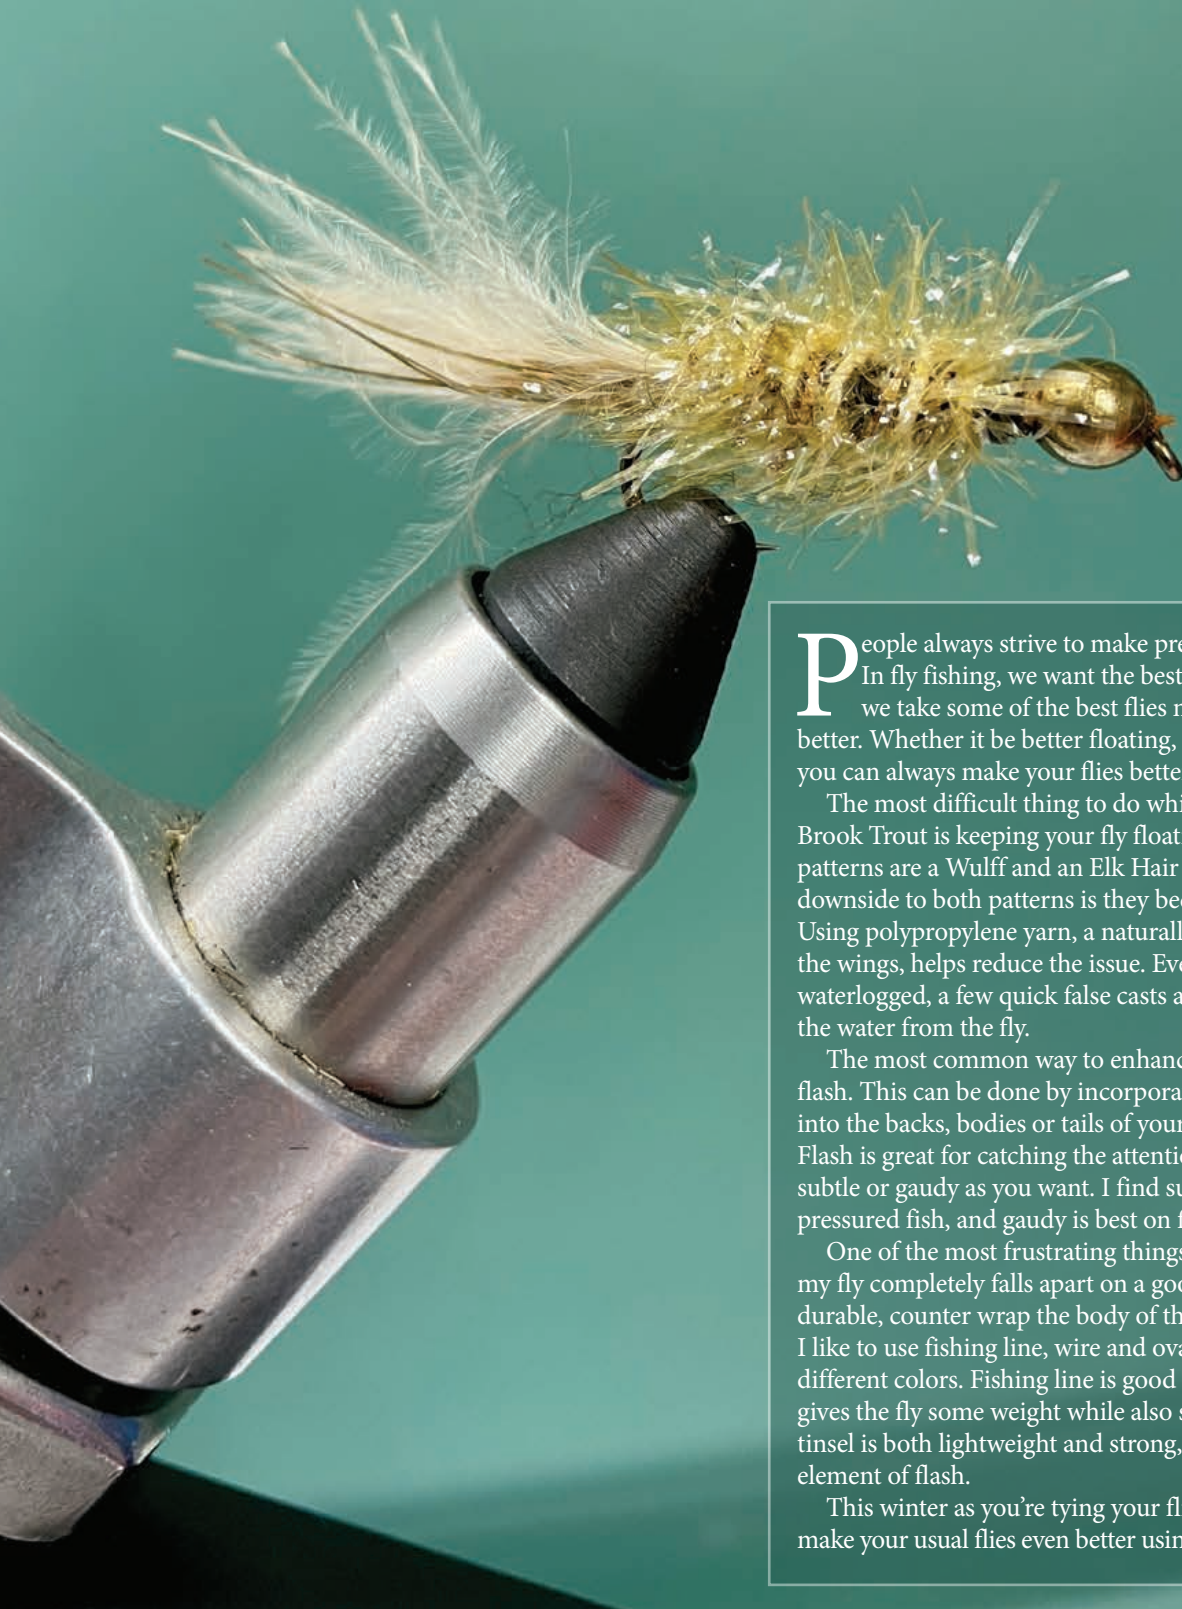 People always strive to make pre
In fly fishing, we want the best
we take some of the best flies
better. Whether it be better floating,
you can always make your flies bette
The most difficult thing to do whi
Brook Trout is keeping your fly floati
patterns are a Wulff and an Elk Hair
downside to both patterns is they be
Using polypropylene yarn, a naturall
the wings, helps reduce the issue. Eve
waterlogged, a few quick false casts a
the water from the fly.
The most common way to enhanc
flash. This can be done by incorpora
into the backs, bodies or tails of your
Flash is great for catching the attenti
subtle or gaudy as you want. I find su
pressured fish, and gaudy is best on f
One of the most frustrating things
my fly completely falls apart on a goo
durable, counter wrap the body of th
I like to use fishing line, wire and ova
different colors. Fishing line is good
gives the fly some weight while also s
tinsel is both lightweight and strong,
element of flash.
This winter as you’re tying your fli
make your usual flies even better usin